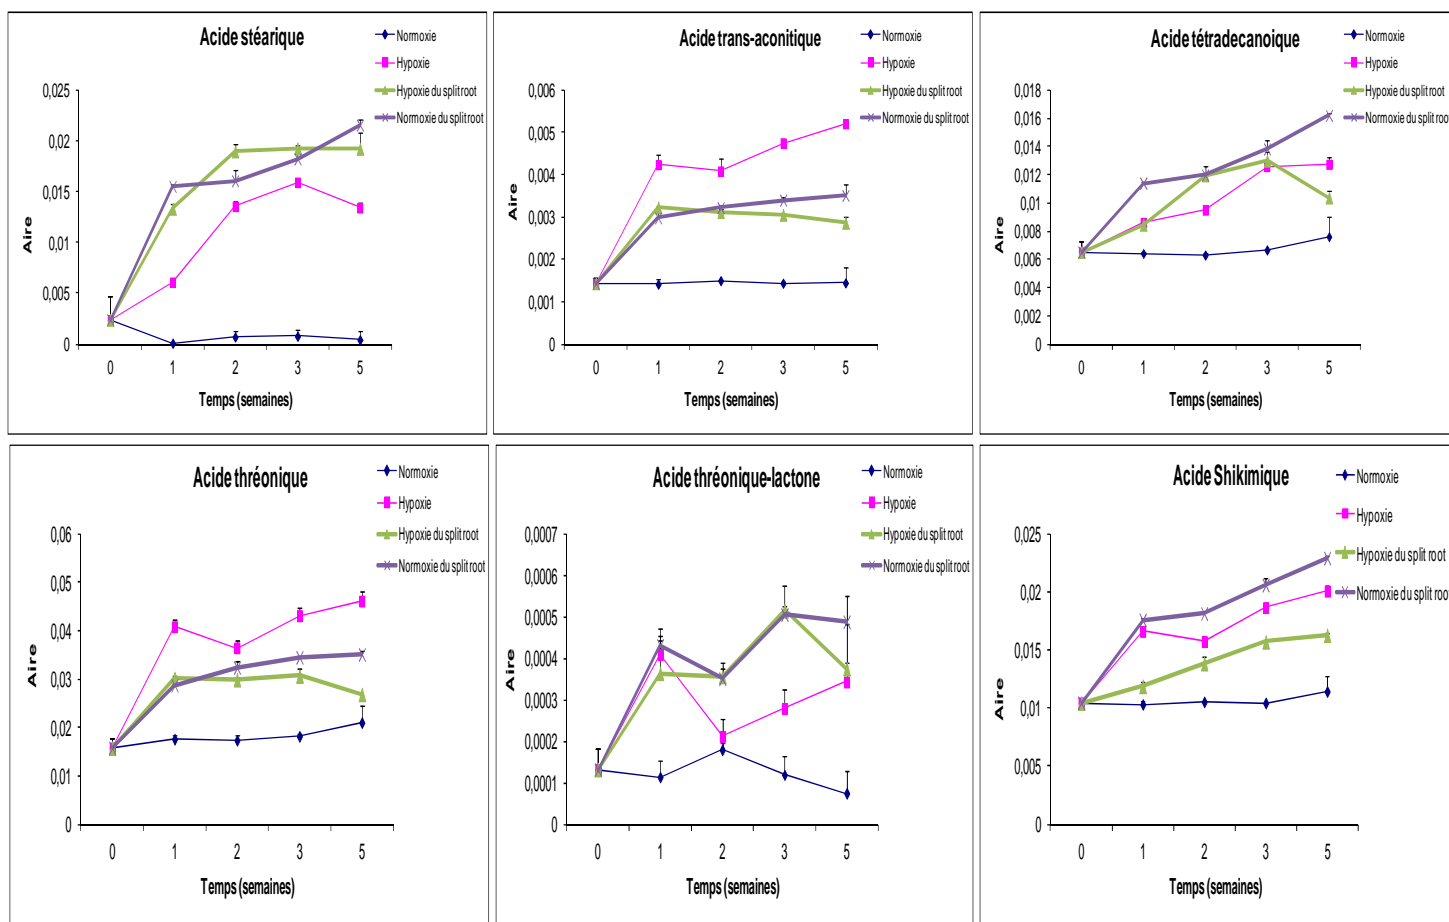 Acide stéarique
Normoxie
Hypoxie
Hypoxie du split root
Normoxie du split root
0,025
0,02
0,015
0,01
0,005
0
Aire
0 1 2 3 5
Temps (semaines)
Acide trans-aconitique
Normoxie
Hypoxie
Hypoxie du split root
Normoxie du split root
0,006
0,005
0,004
0,003
0,002
0,001
0
Aire
0 1 2 3 5
Temps (semaines)
Acide tétradecanoique
Normoxie
Hypoxie
Hypoxie du split root
Normoxie du split root
0,018
0,016
0,014
0,012
0,01
0,008
0,006
0,004
0,002
0
Aire
0 1 2 3 5
Temps (semaines)
Acide thréonique
Normoxie
Hypoxie
Hypoxie du split root
Normoxie du split root
0,06
0,05
0,04
0,03
0,02
0,01
0
Aire
0 1 2 3 5
Temps (semaines)
Acide thréonique-lactone
Normoxie
Hypoxie
Hypoxie du split root
Normoxie du split root
0,0007
0,0006
0,0005
0,0004
0,0003
0,0002
0,0001
0
Aire
0 1 2 3 5
Temps (semaines)
Acide Shikimique
Normoxie
Hypoxie
Hypoxie du split root
Normoxie du split root
0,025
0,02
0,015
0,01
0,005
0
Aire
0 1 2 3 5
Temps (semaines)